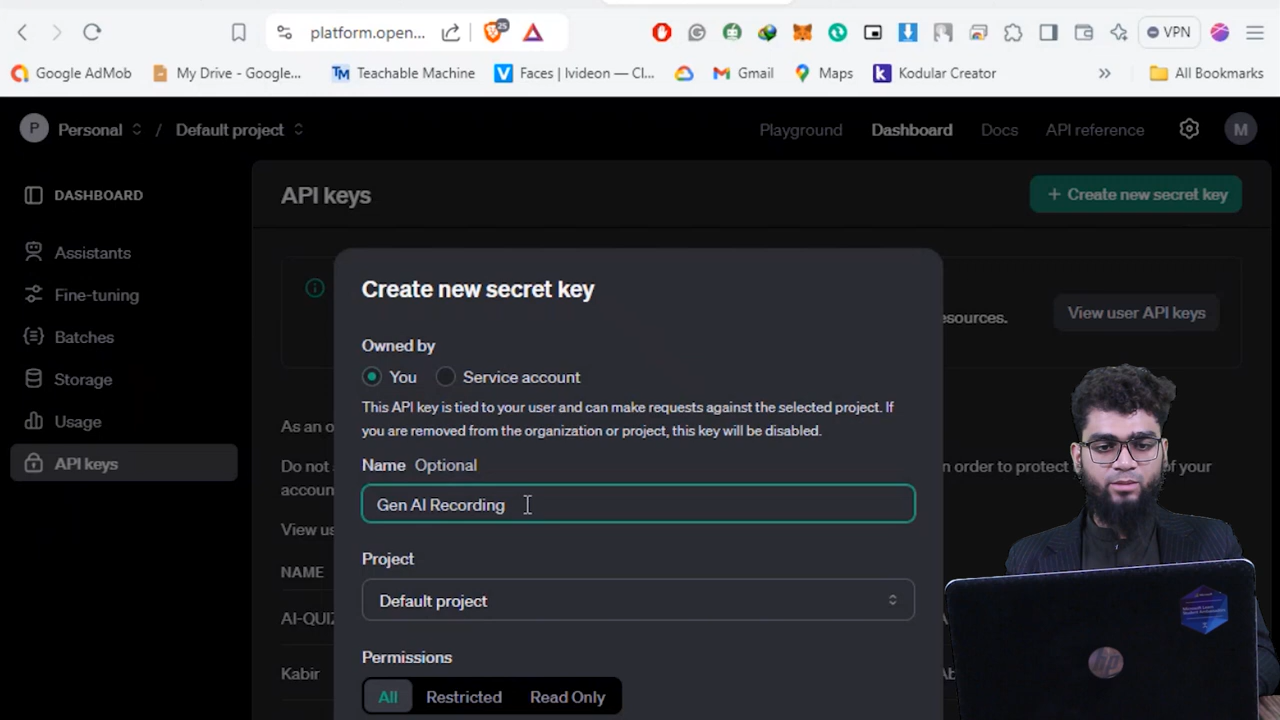 platform.open...
25
VPN
Google AdMob
My Drive - Google...
TM Teachable Machine
V Faces | Ivideon — Cl...
Gmail
Maps
k Kodular Creator
All Bookmarks
P Personal / Default project
Playground
Dashboard
Docs
API reference
M
DASHBOARD
Assistants
Fine-tuning
Batches
Storage
Usage
API keys
API keys
+ Create new secret key
esources.
View user API keys
As an o
Do not
n order to protect
of your
accoun
View us
NAME
AI-QUIZ
Kabir
Create new secret key
Owned by
You
Service account
This API key is tied to your user and can make requests against the selected project. If
you are removed from the organization or project, this key will be disabled.
Name Optional
Gen AI Recording
Project
Default project
Permissions
All
Restricted
Read Only
hp